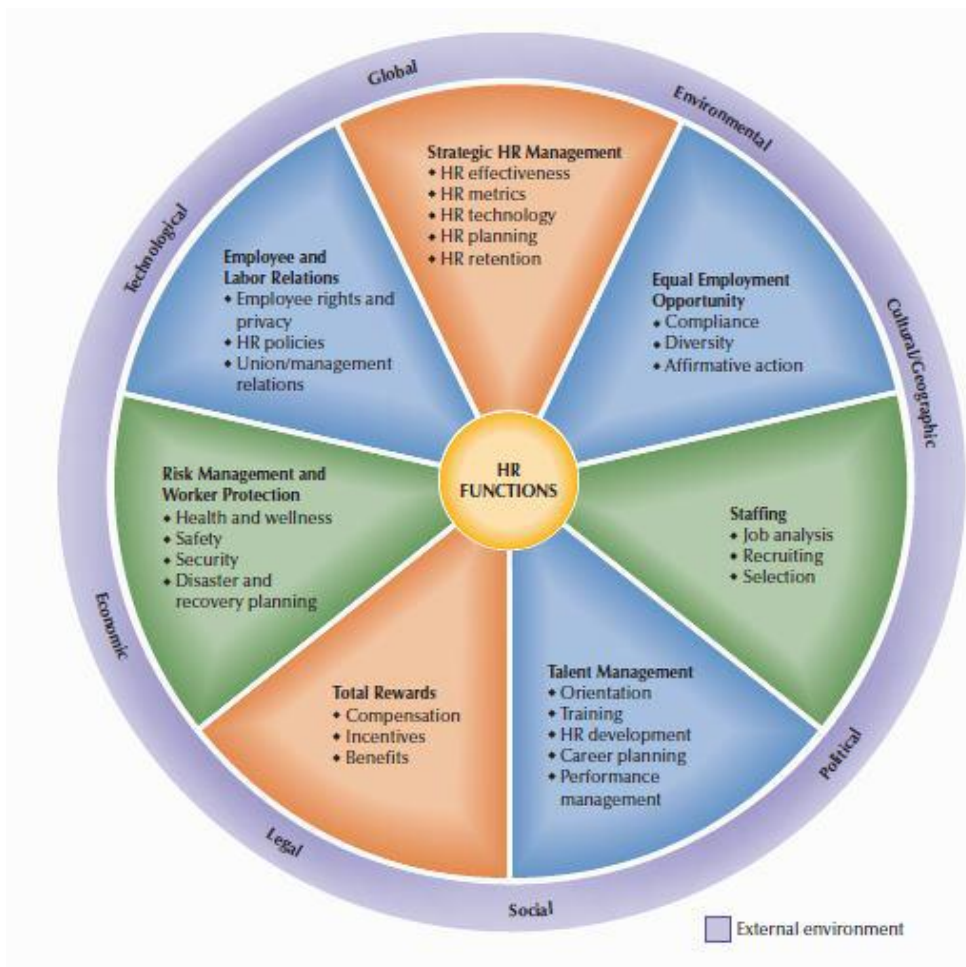 Global
Environmental
Technological
Cultural/Geographic
Economic
Political
Legal
Social
Strategic HR Management
◆ HR effectiveness
◆ HR metrics
◆ HR technology
◆ HR planning
◆ HR retention
Equal Employment
Opportunity
◆ Compliance
◆ Diversity
◆ Affirmative action
Staffing
◆ Job analysis
◆ Recruiting
◆ Selection
Talent Management
◆ Orientation
◆ Training
◆ HR development
◆ Career planning
◆ Performance
management
Total Rewards
◆ Compensation
◆ Incentives
◆ Benefits
Risk Management and
Worker Protection
◆ Health and wellness
◆ Safety
◆ Security
◆ Disaster and
recovery planning
Employee and
Labor Relations
◆ Employee rights and
privacy
◆ HR policies
◆ Union/management
relations
HR
FUNCTIONS
External environment